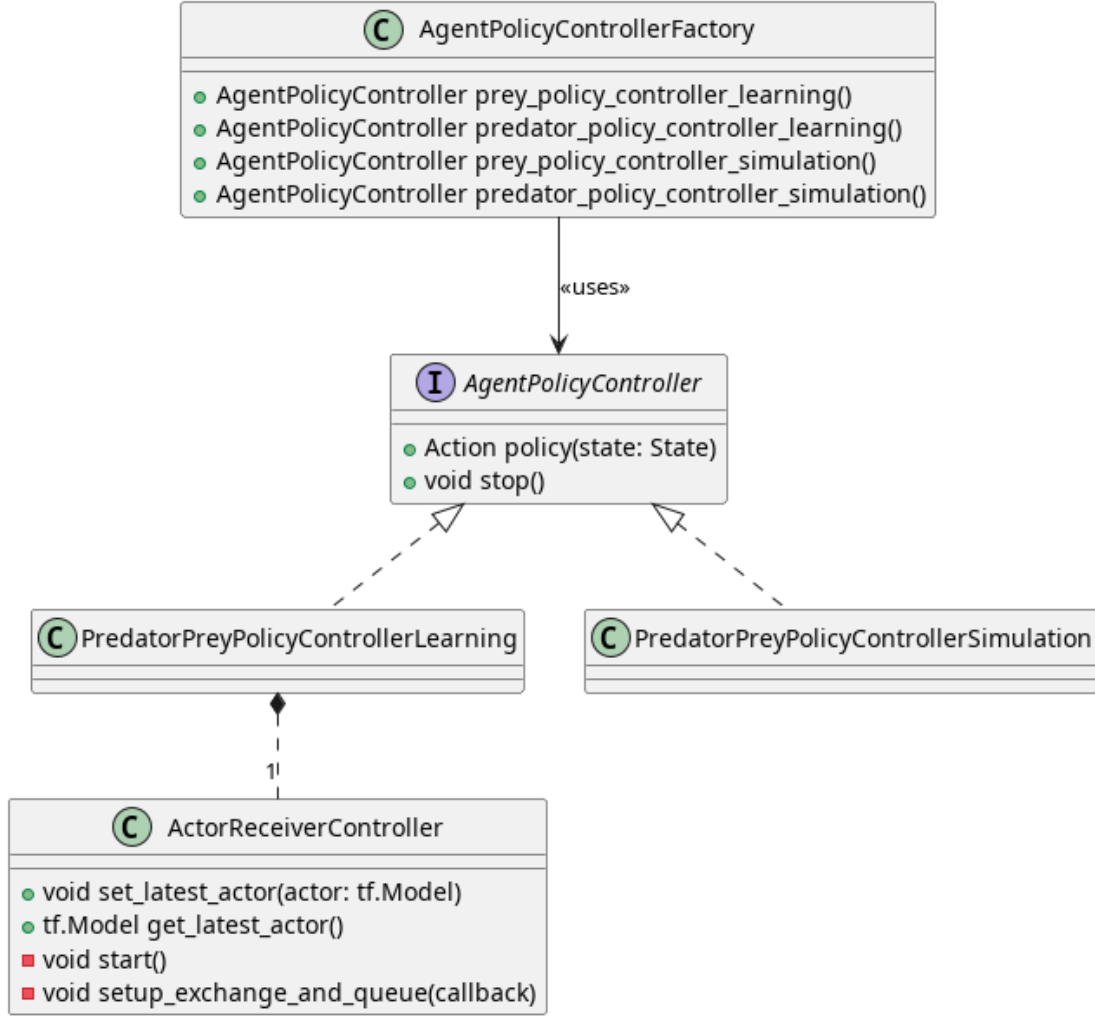 C AgentPolicyControllerFactory
AgentPolicyController prey_policy_controller_learning()
AgentPolicyController predator_policy_controller_learning()
AgentPolicyController prey_policy_controller_simulation()
AgentPolicyController predator_policy_controller_simulation()
«uses»
I AgentPolicyController
Action policy(state: State)
void stop()
C PredatorPreyPolicyControllerLearning
C PredatorPreyPolicyControllerSimulation
1
C ActorReceiverController
void set_latest_actor(actor: tf.Model)
tf.Model get_latest_actor()
void start()
void setup_exchange_and_queue(callback)